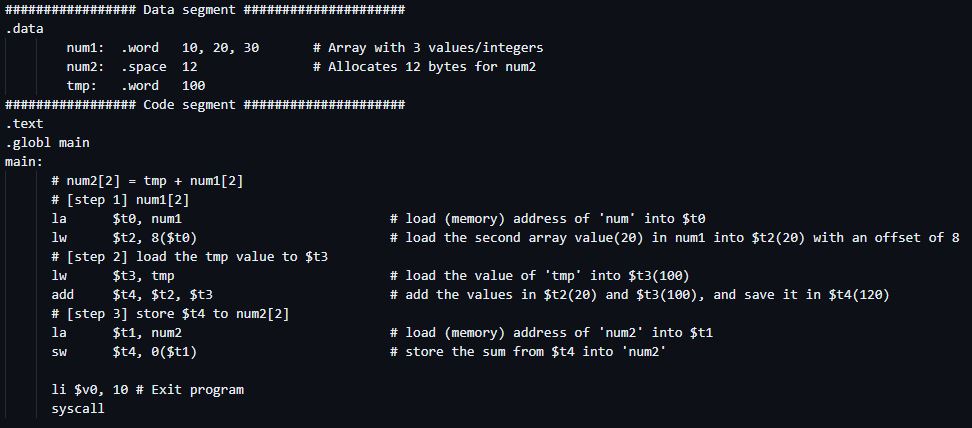 ################# Data segment #####################
.data
num1: .word 10, 20, 30 # Array with 3 values/integers
num2: .space 12 # Allocates 12 bytes for num2
tmp: .word 100
################# Code segment #####################
.text
.globl main
main:
# num2[2] = tmp + num1[2]
# [step 1] num1[2]
la $t0, num1 # load (memory) address of 'num' into $t0
lw $t2, 8($t0) # load the second array value(20) in num1 into $t2(20) with an offset of 8
# [step 2] load the tmp value to $t3
lw $t3, tmp # load the value of 'tmp' into $t3(100)
add $t4, $t2, $t3 # add the values in $t2(20) and $t3(100), and save it in $t4(120)
# [step 3] store $t4 to num2[2]
la $t1, num2 # load (memory) address of 'num2' into $t1
sw $t4, 0($t1) # store the sum from $t4 into 'num2'
li $v0, 10 # Exit program
syscall